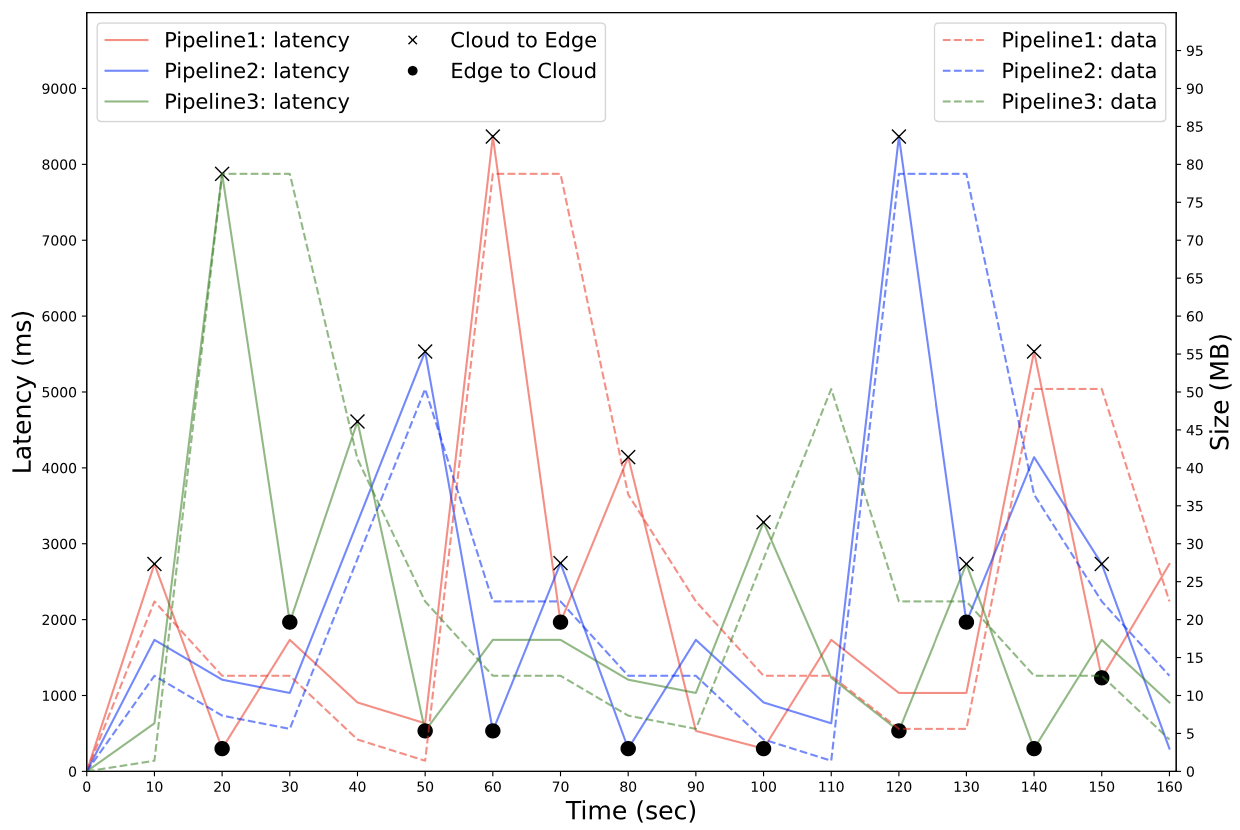 Pipeline1: latency
Pipeline2: latency
Pipeline3: latency
Cloud to Edge
Edge to Cloud
Pipeline1: data
Pipeline2: data
Pipeline3: data
Latency (ms)
9000
8000
7000
6000
5000
4000
3000
2000
1000
0
95
90
85
80
75
70
65
60
55
50
45
40
35
30
25
20
15
10
5
0
Size (MB)
0 10 20 30 40 50 60 70 80 90 100 110 120 130 140 150 160
Time (sec)